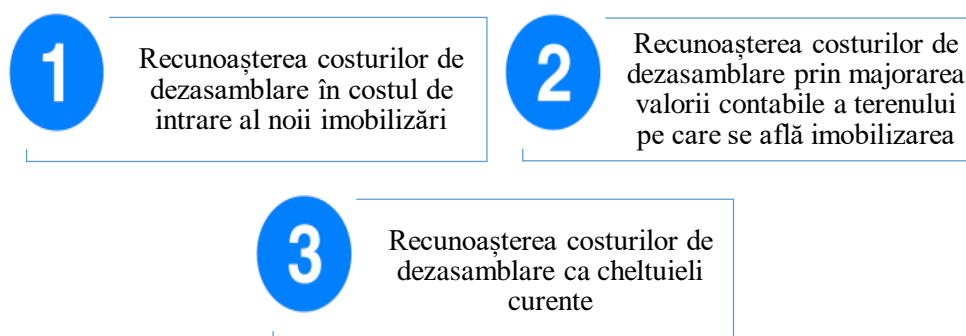 1
Recunoașterea costurilor de
dezasamblare în costul de
intrare al noii imobilizări
2
Recunoașterea costurilor de
dezasamblare prin majorarea
valorii contabile a terenului
pe care se află imobilizarea
3
Recunoașterea costurilor de
dezasamblare ca cheltuieli
curente